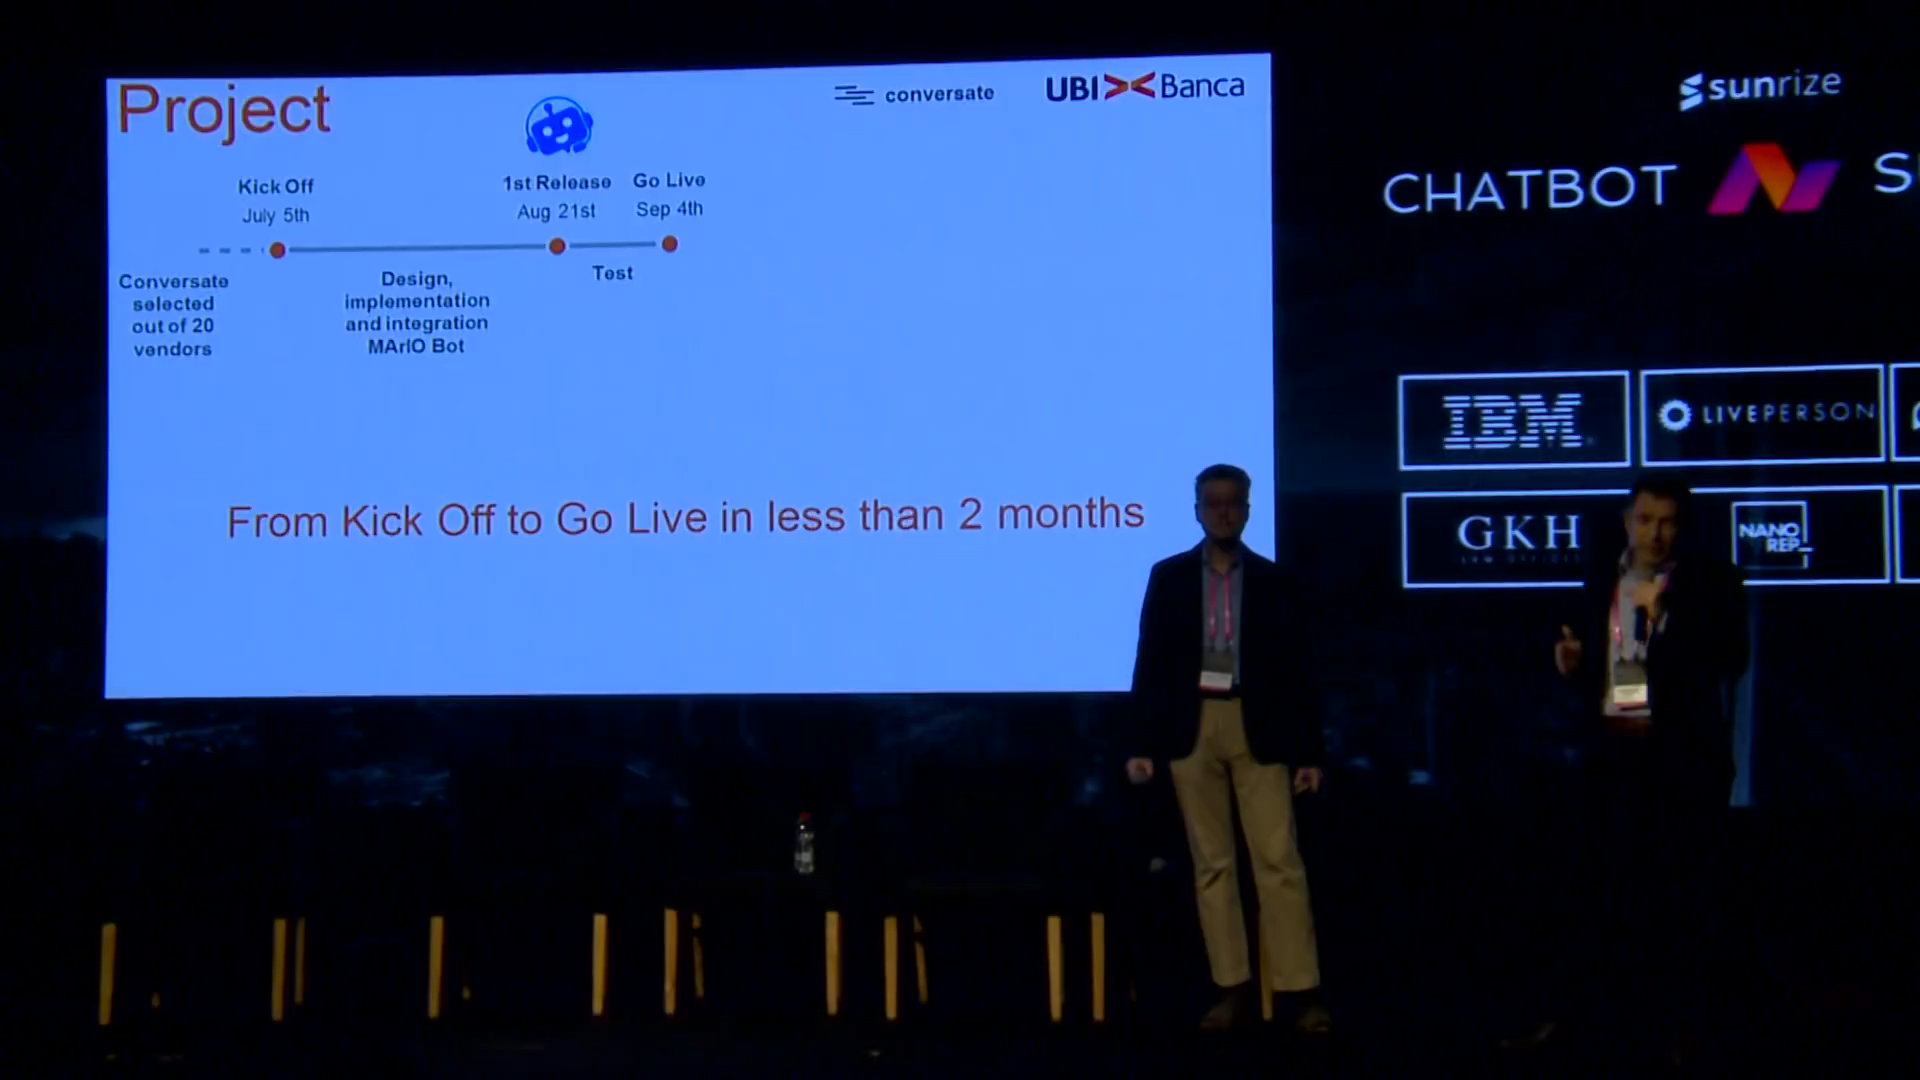 Project
conversate
UBI Banca
Kick Off
July 5th
1st Release
Aug 21st
Go Live
Sep 4th
Conversate
selected
out of 20
vendors
Design,
implementation
and integration
MArIO Bot
Test
From Kick Off to Go Live in less than 2 months
sunrize
CHATBOT
IBM
LIVEPERSON
GKH
NANO
REP_